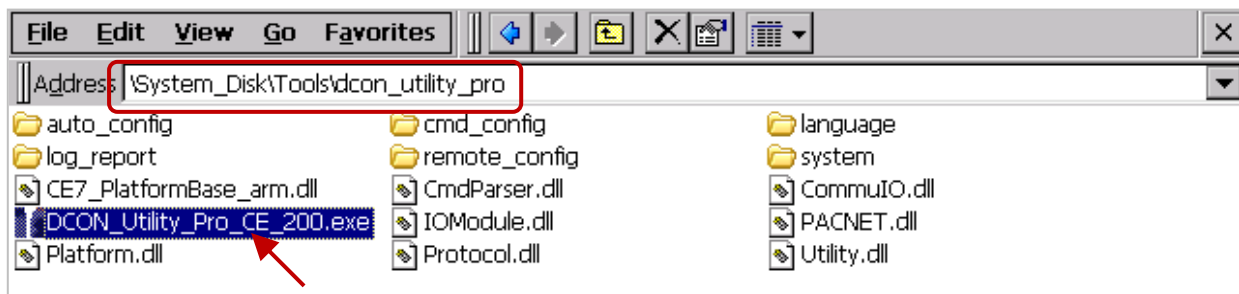 File Edit View Go Favorites
Address \System_Disk\Tools\dcon_utility_pro
auto_config cmd_config language
log_report remote_config system
CE7_PlatformBase_arm.dll CmdParser.dll CommuIO.dll
DCON_Utility_Pro_CE_200.exe IOModule.dll PACNET.dll
Platform.dll Protocol.dll Utility.dll